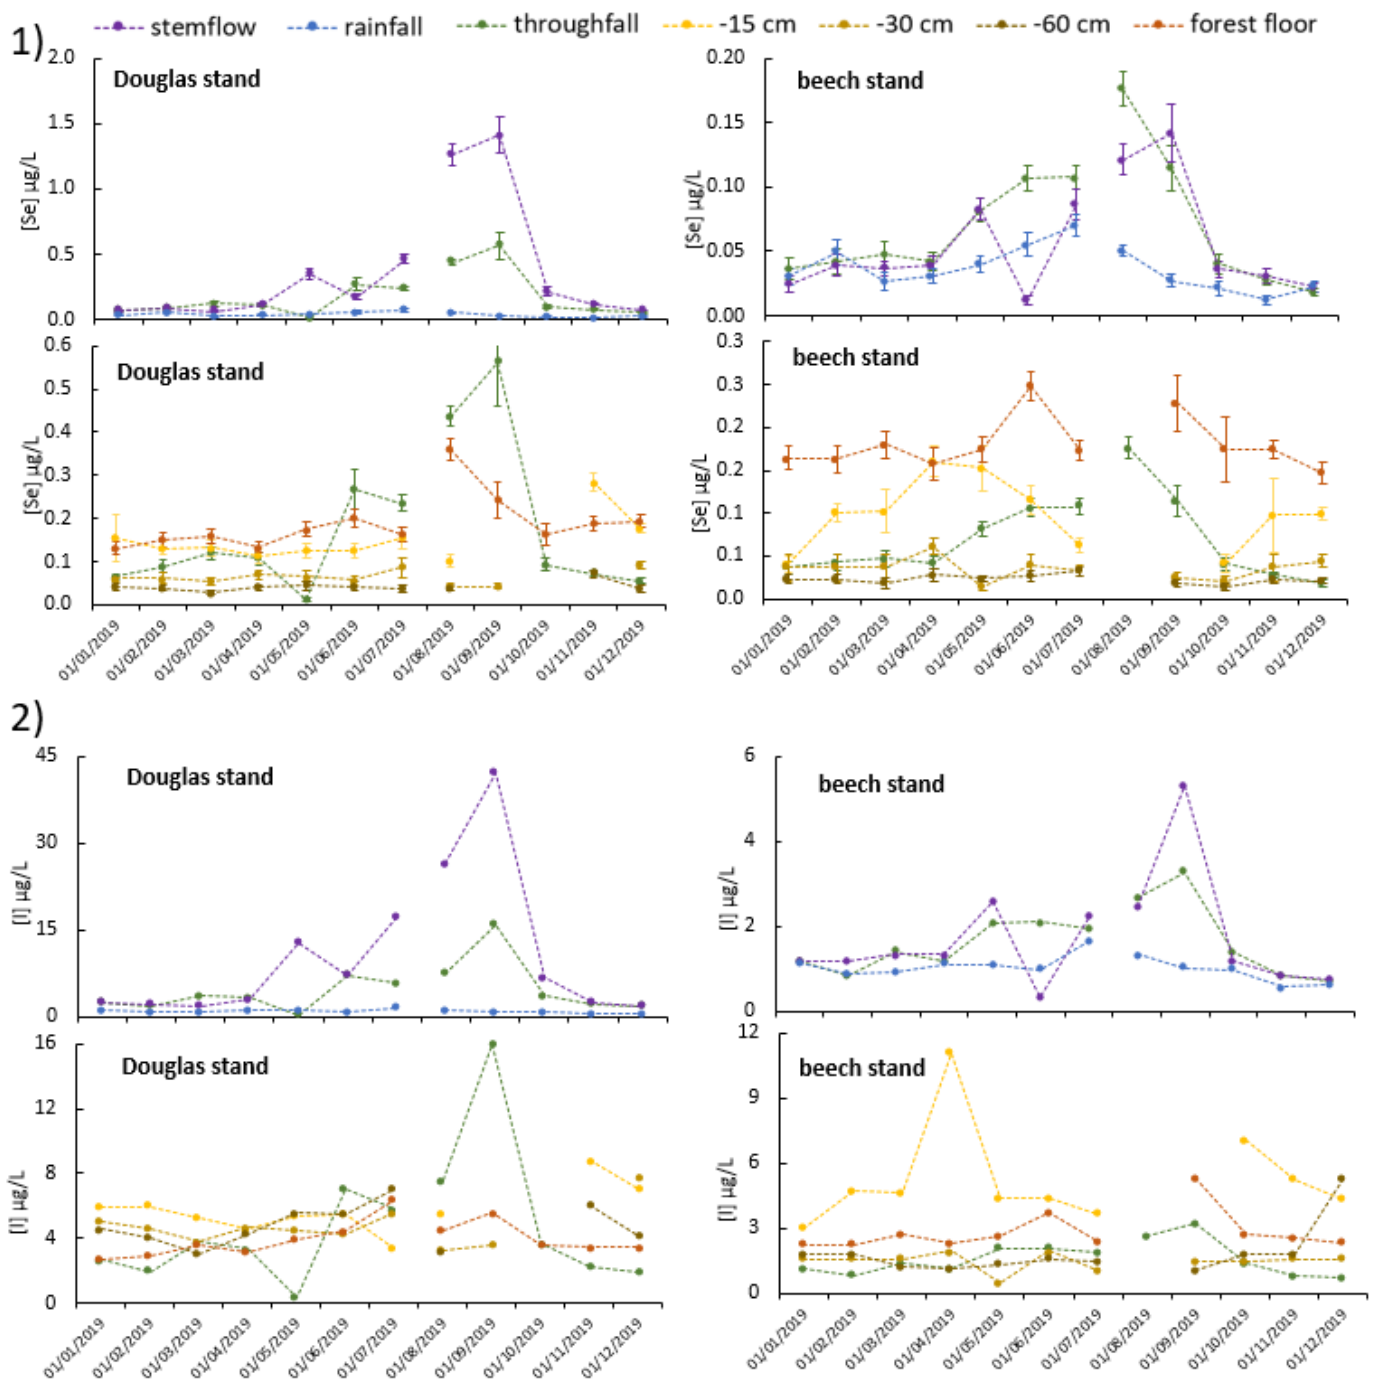 1)
stemflow rainfall throughfall -15 cm -30 cm -60 cm forest floor
Douglas stand
[Se] µg/L
2.0
1.5
1.0
0.5
0.0
beech stand
[Se] µg/L
0.20
0.15
0.10
0.05
0.00
Douglas stand
[Se] µg/L
0.6
0.5
0.4
0.3
0.2
0.1
0.0
01/01/2019 01/02/2019 01/03/2019 01/04/2019 01/05/2019 01/06/2019 01/07/2019 01/08/2019 01/09/2019 01/10/2019 01/11/2019 01/12/2019
beech stand
[Se] µg/L
0.3
0.3
0.2
0.2
0.1
0.1
0.0
01/01/2019 01/02/2019 01/03/2019 01/04/2019 01/05/2019 01/06/2019 01/07/2019 01/08/2019 01/09/2019 01/10/2019 01/11/2019 01/12/2019
2)
Douglas stand
[I] µg/L
45
30
15
0
beech stand
[I] µg/L
6
4
2
0
Douglas stand
[I] µg/L
16
12
8
4
0
01/01/2019 01/02/2019 01/03/2019 01/04/2019 01/05/2019 01/06/2019 01/07/2019 01/08/2019 01/09/2019 01/10/2019 01/11/2019 01/12/2019
beech stand
[I] µg/L
12
9
6
3
0
01/01/2019 01/02/2019 01/03/2019 01/04/2019 01/05/2019 01/06/2019 01/07/2019 01/08/2019 01/09/2019 01/10/2019 01/11/2019 01/12/2019